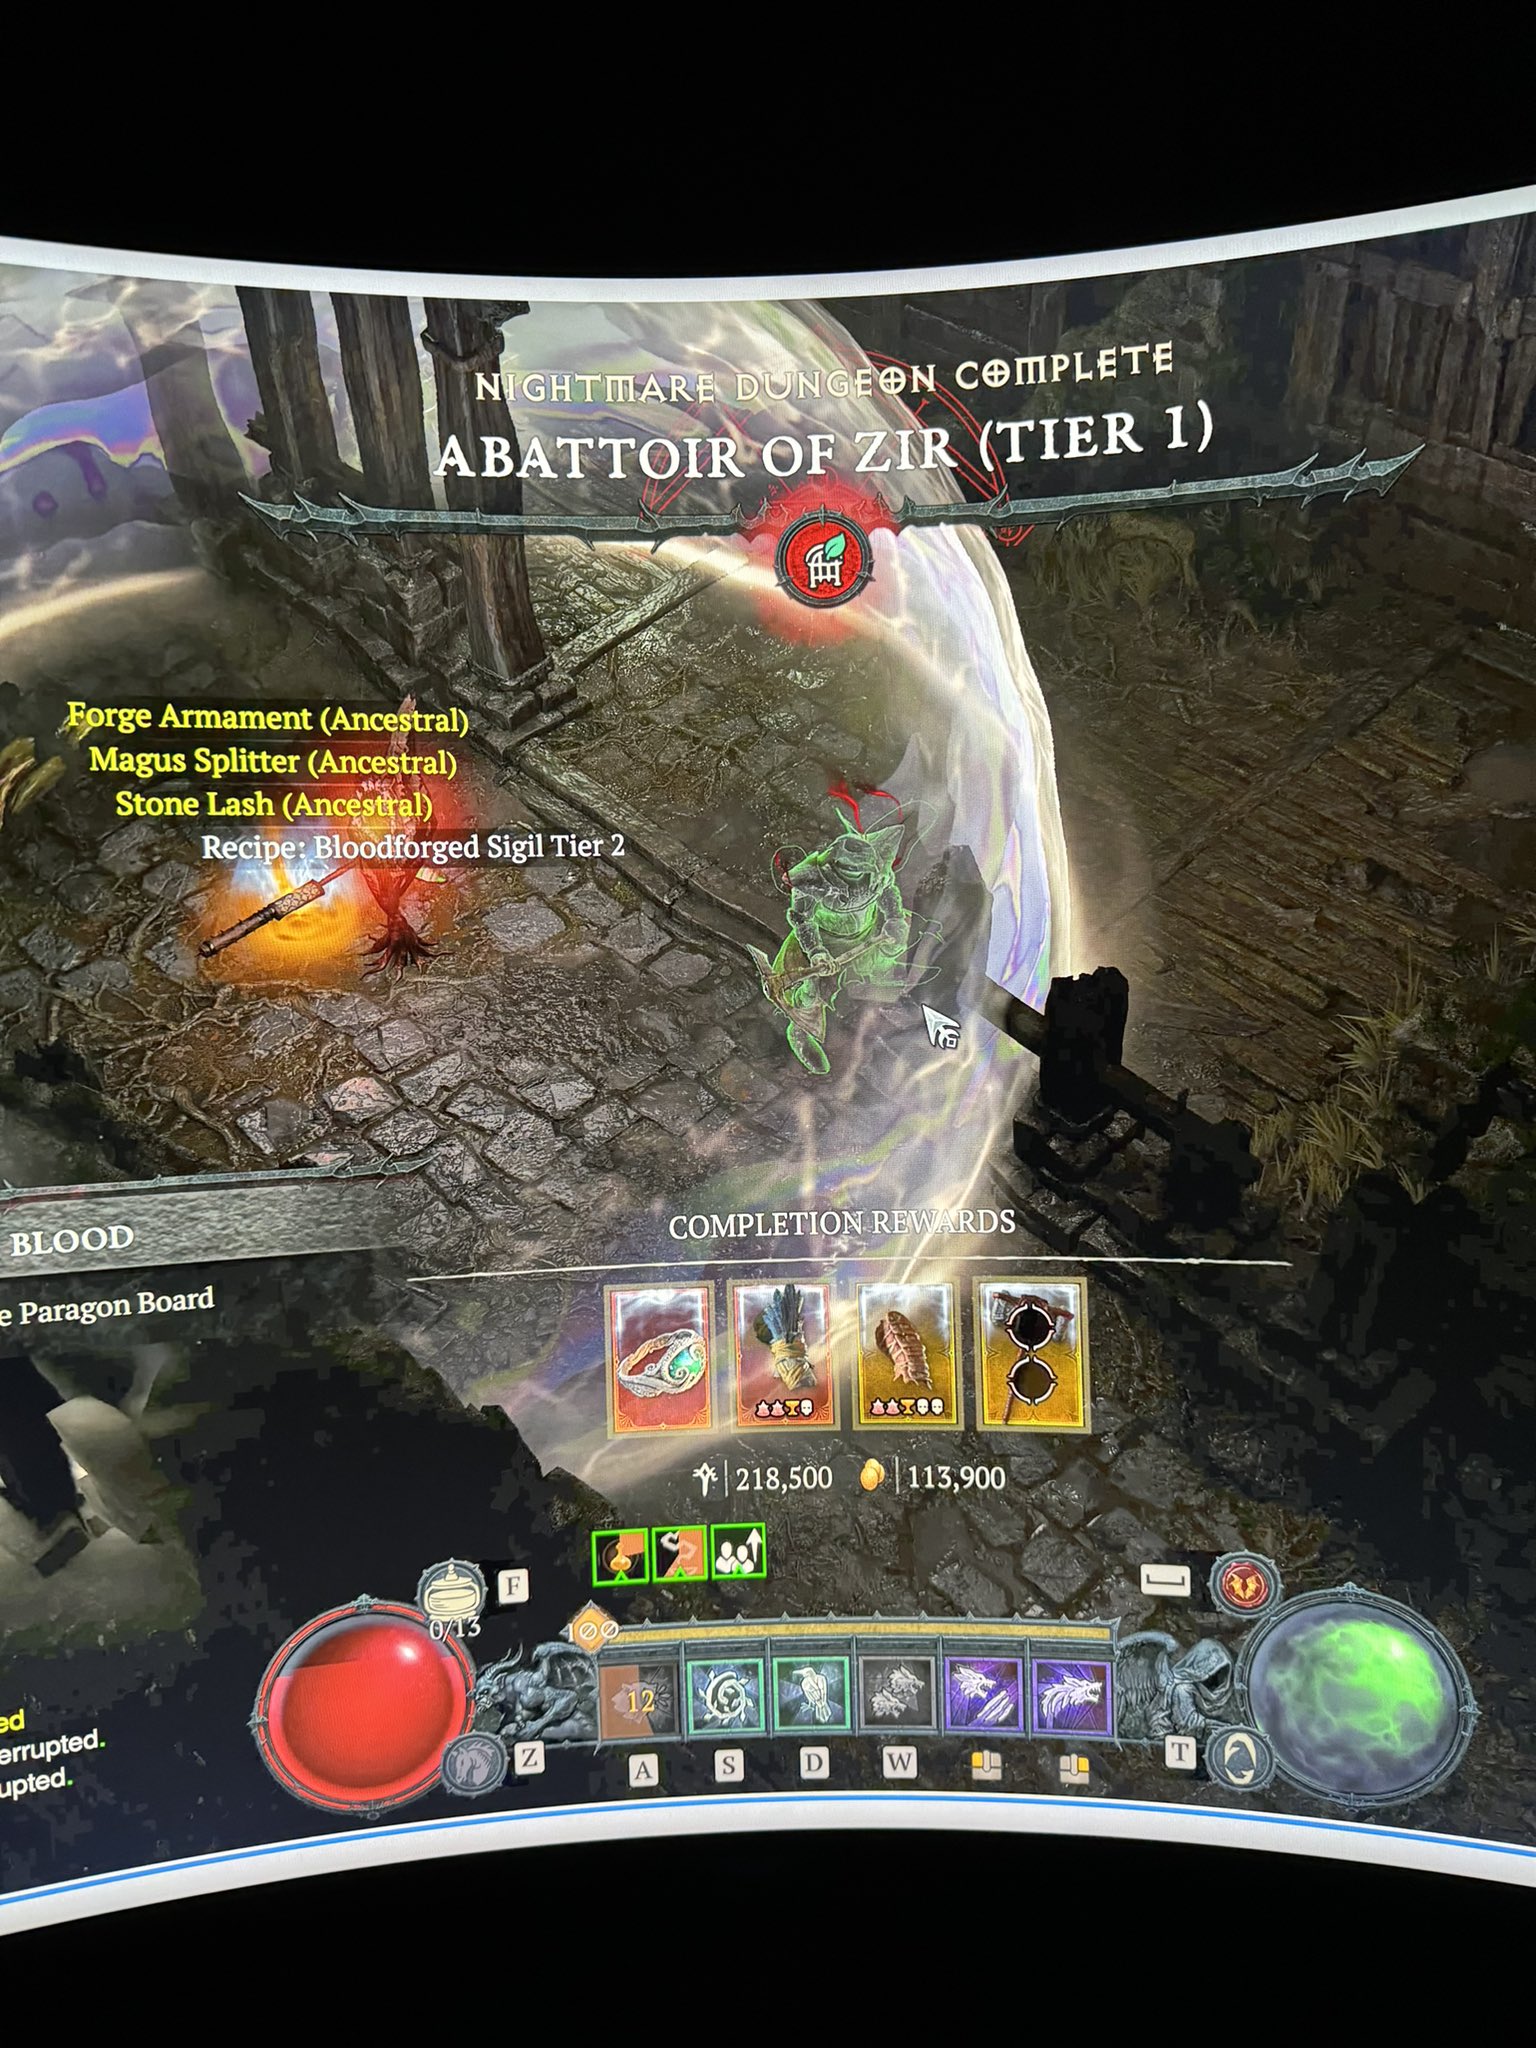 NIGHTMARE DUNGEON COMPLETE
ABATTOIR OF ZIR (TIER 1)
Forge Armament (Ancestral)
Magus Splitter (Ancestral)
Stone Lash (Ancestral)
Recipe: Bloodforged Sigil Tier 2
BLOOD
e Paragon Board
COMPLETION REWARDS
218,500 113,900
F
0/13
100
12
Z
A S D W
T
ed
errupted.
upted.